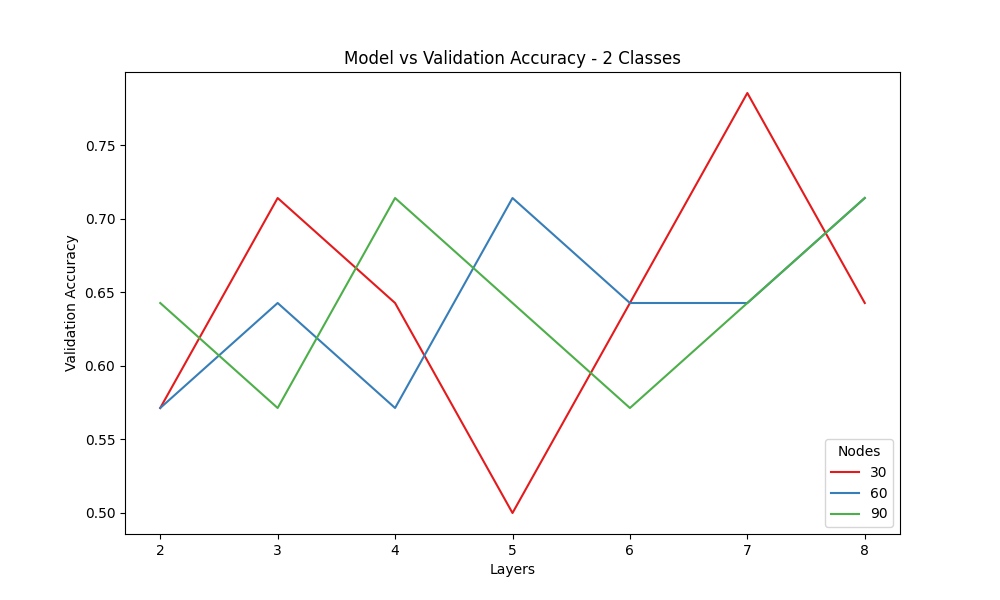 Model vs Validation Accuracy - 2 Classes
Validation Accuracy
0.75
0.70
0.65
0.60
0.55
0.50
2 3 4 5 6 7 8
Layers
Nodes
30
60
90